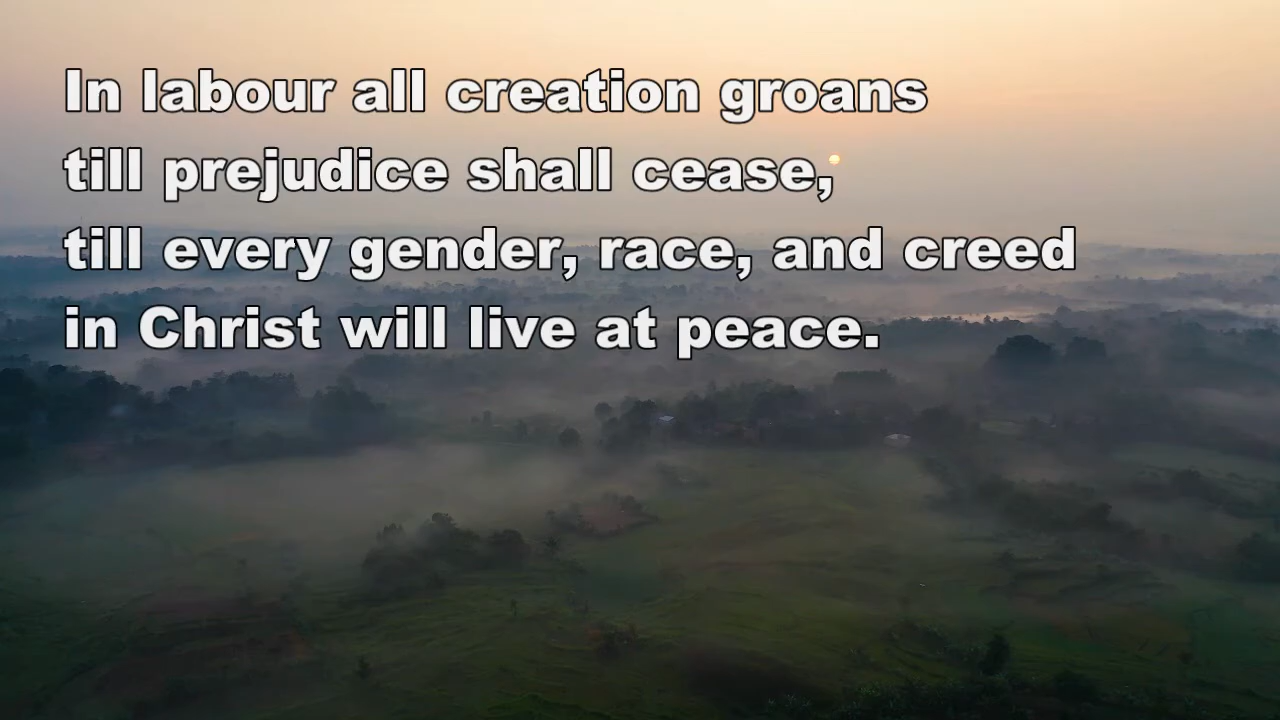 In labour all creation groans
till prejudice shall cease,
till every gender, race, and creed
in Christ will live at peace.